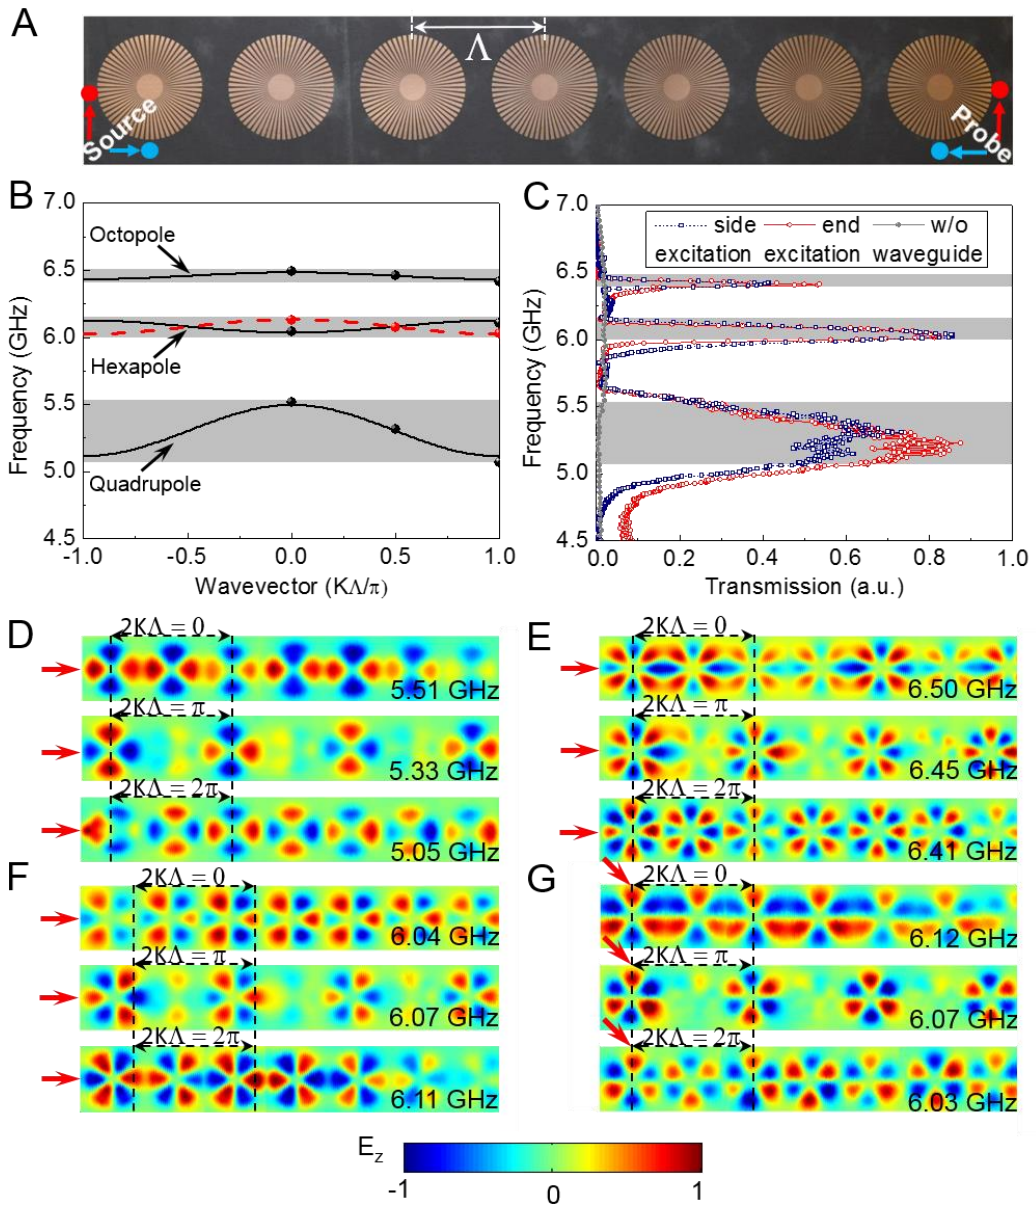 A
Λ
Source
Probe
B
7.0
6.5
6.0
5.5
5.0
4.5
Frequency (GHz)
Octopole
Hexapole
Quadrupole
-1.0 -0.5 0.0 0.5 1.0
Wavevector (KΛ/π)
C
7.0
6.5
6.0
5.5
5.0
4.5
Frequency (GHz)
side end w/o
excitation excitation waveguide
0.0 0.2 0.4 0.6 0.8 1.0
Transmission (a.u.)
D
2KΛ = 0
5.51 GHz
2KΛ = π
5.33 GHz
2KΛ = 2π
5.05 GHz
E
2KΛ = 0
6.50 GHz
2KΛ = π
6.45 GHz
2KΛ = 2π
6.41 GHz
F
2KΛ = 0
6.04 GHz
2KΛ = π
6.07 GHz
2KΛ = 2π
6.11 GHz
G
2KΛ = 0
6.12 GHz
2KΛ = π
6.07 GHz
2KΛ = 2π
6.03 GHz
E_z
-1 0 1